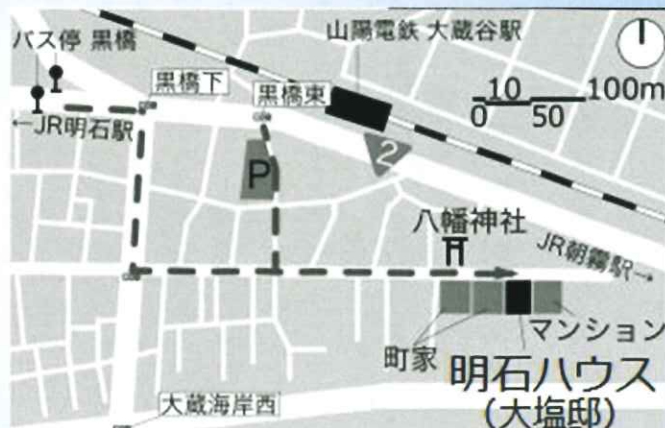 山陽電鉄 大蔵谷駅
バス停 黒橋
黒橋下
黒橋東
10 100m
0 50
←JR明石駅
2
P
八幡神社
JR朝霧駅→
マンション
町家
明石ハウス
(大塩邸)
大蔵海岸西